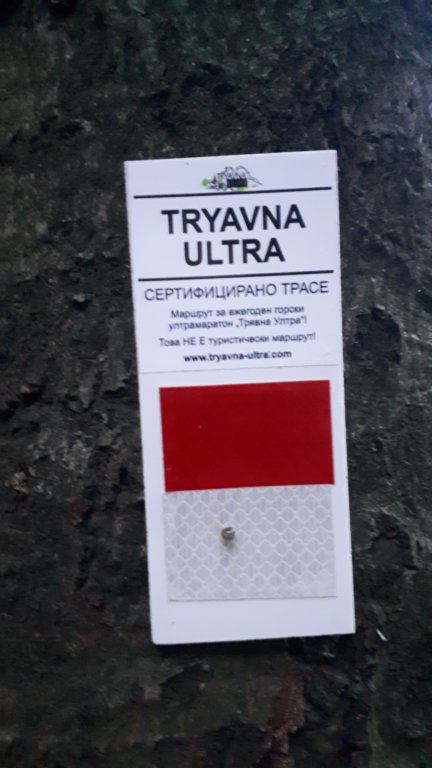 TRYAVNA
ULTRA
СЕРТИФИЦИРАНО ТРАСЕ
Маршрут за ежегоден горски
ултрамаратон „Трявна Ултра"!
Това НЕ Е туристически маршрут!
www.tryavna-ultra.com